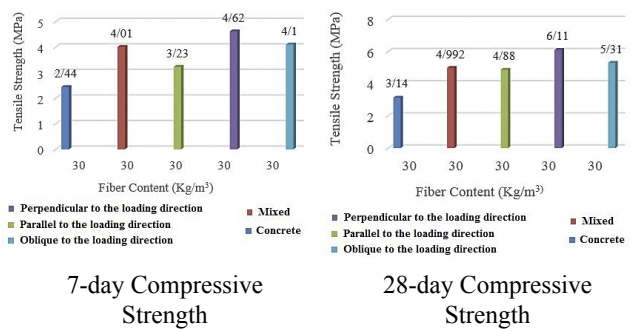 Tensile Strength (MPa)
5
4
3
2
1
0
2/44
4/01
3/23
4/62
4/1
30 30 30 30 30
Fiber Content (Kg/m³)
Perpendicular to the loading direction
Parallel to the loading direction
Oblique to the loading direction
Mixed
Concrete
7-day Compressive
Strength
Tensile Strength (MPa)
8
6
4
2
0
3/14
4/992
4/88
6/11
5/31
30 30 30 30 30
Fiber Content (Kg/m³)
Perpendicular to the loading direction
Parallel to the loading direction
Oblique to the loading direction
Mixed
Concrete
28-day Compressive
Strength